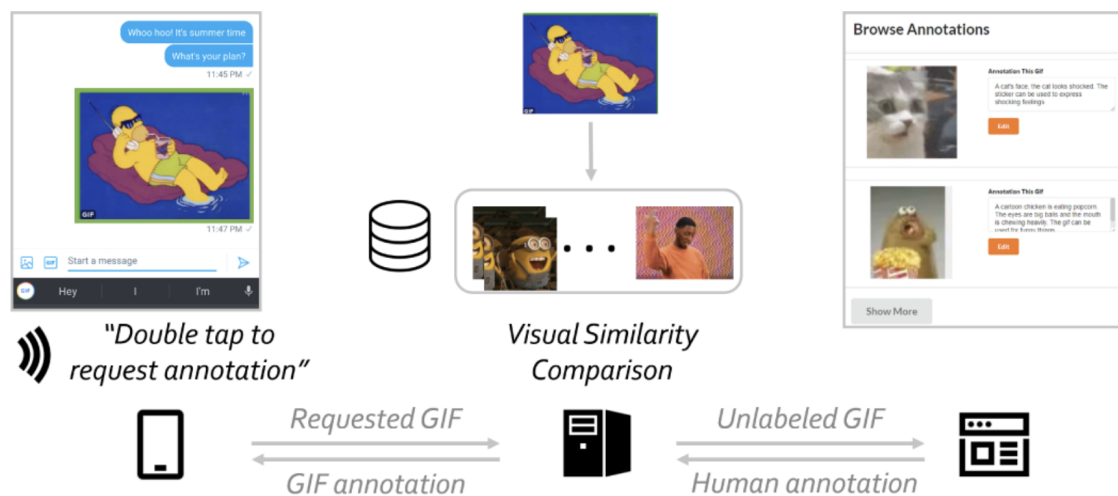 Whoo hoo! It's summer time
What's your plan?
11:45 PM ✓
GIF
11:47 PM ✓
GIF
Start a message
GIF
Hey
I
I'm
"Double tap to
request annotation"
GIF
Visual Similarity
Comparison
Browse Annotations
Annotation This Gif
A cat's face, the cat looks shocked. The
sticker can be used to express
shocking feelings
Edit
Annotation This Gif
A cartoon chicken is eating popcorn.
The eyes are big balls and the mouth
is chewing heavily. The gif can be
used for funny things
Edit
Show More
Requested GIF
GIF annotation
Unlabeled GIF
Human annotation